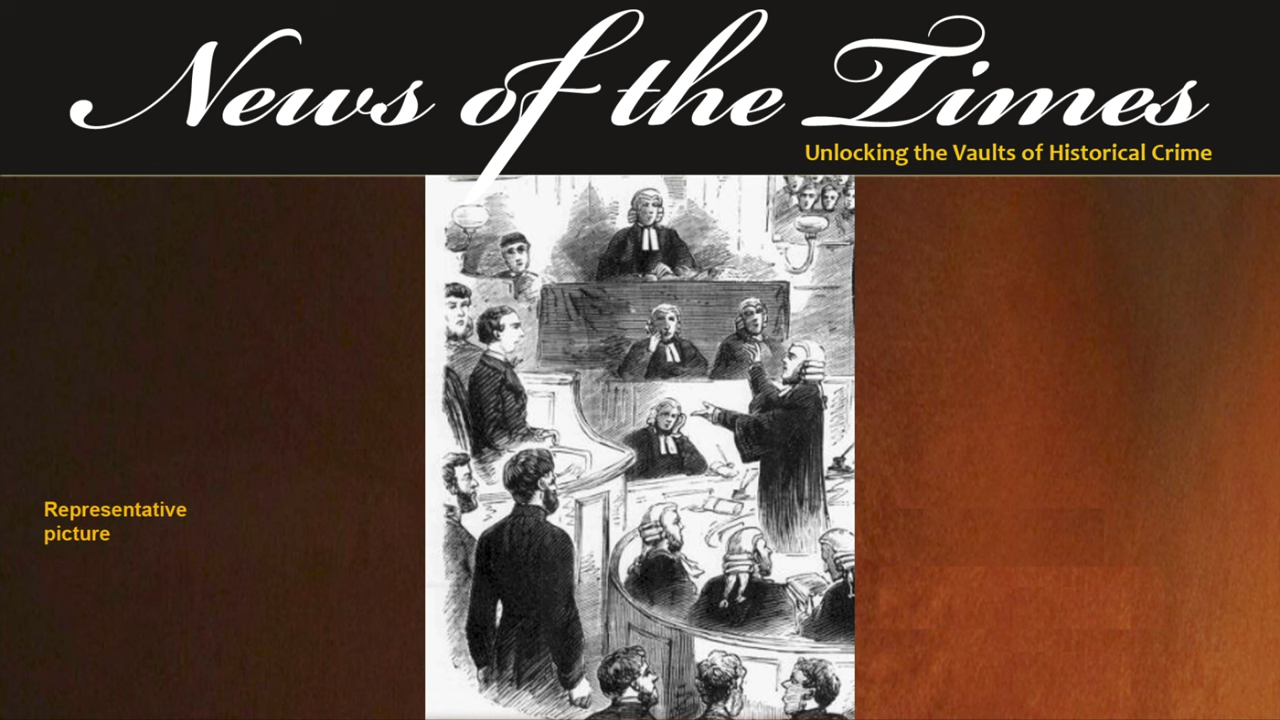 News of the Times
Unlocking the Vaults of Historical Crime
Representative
picture